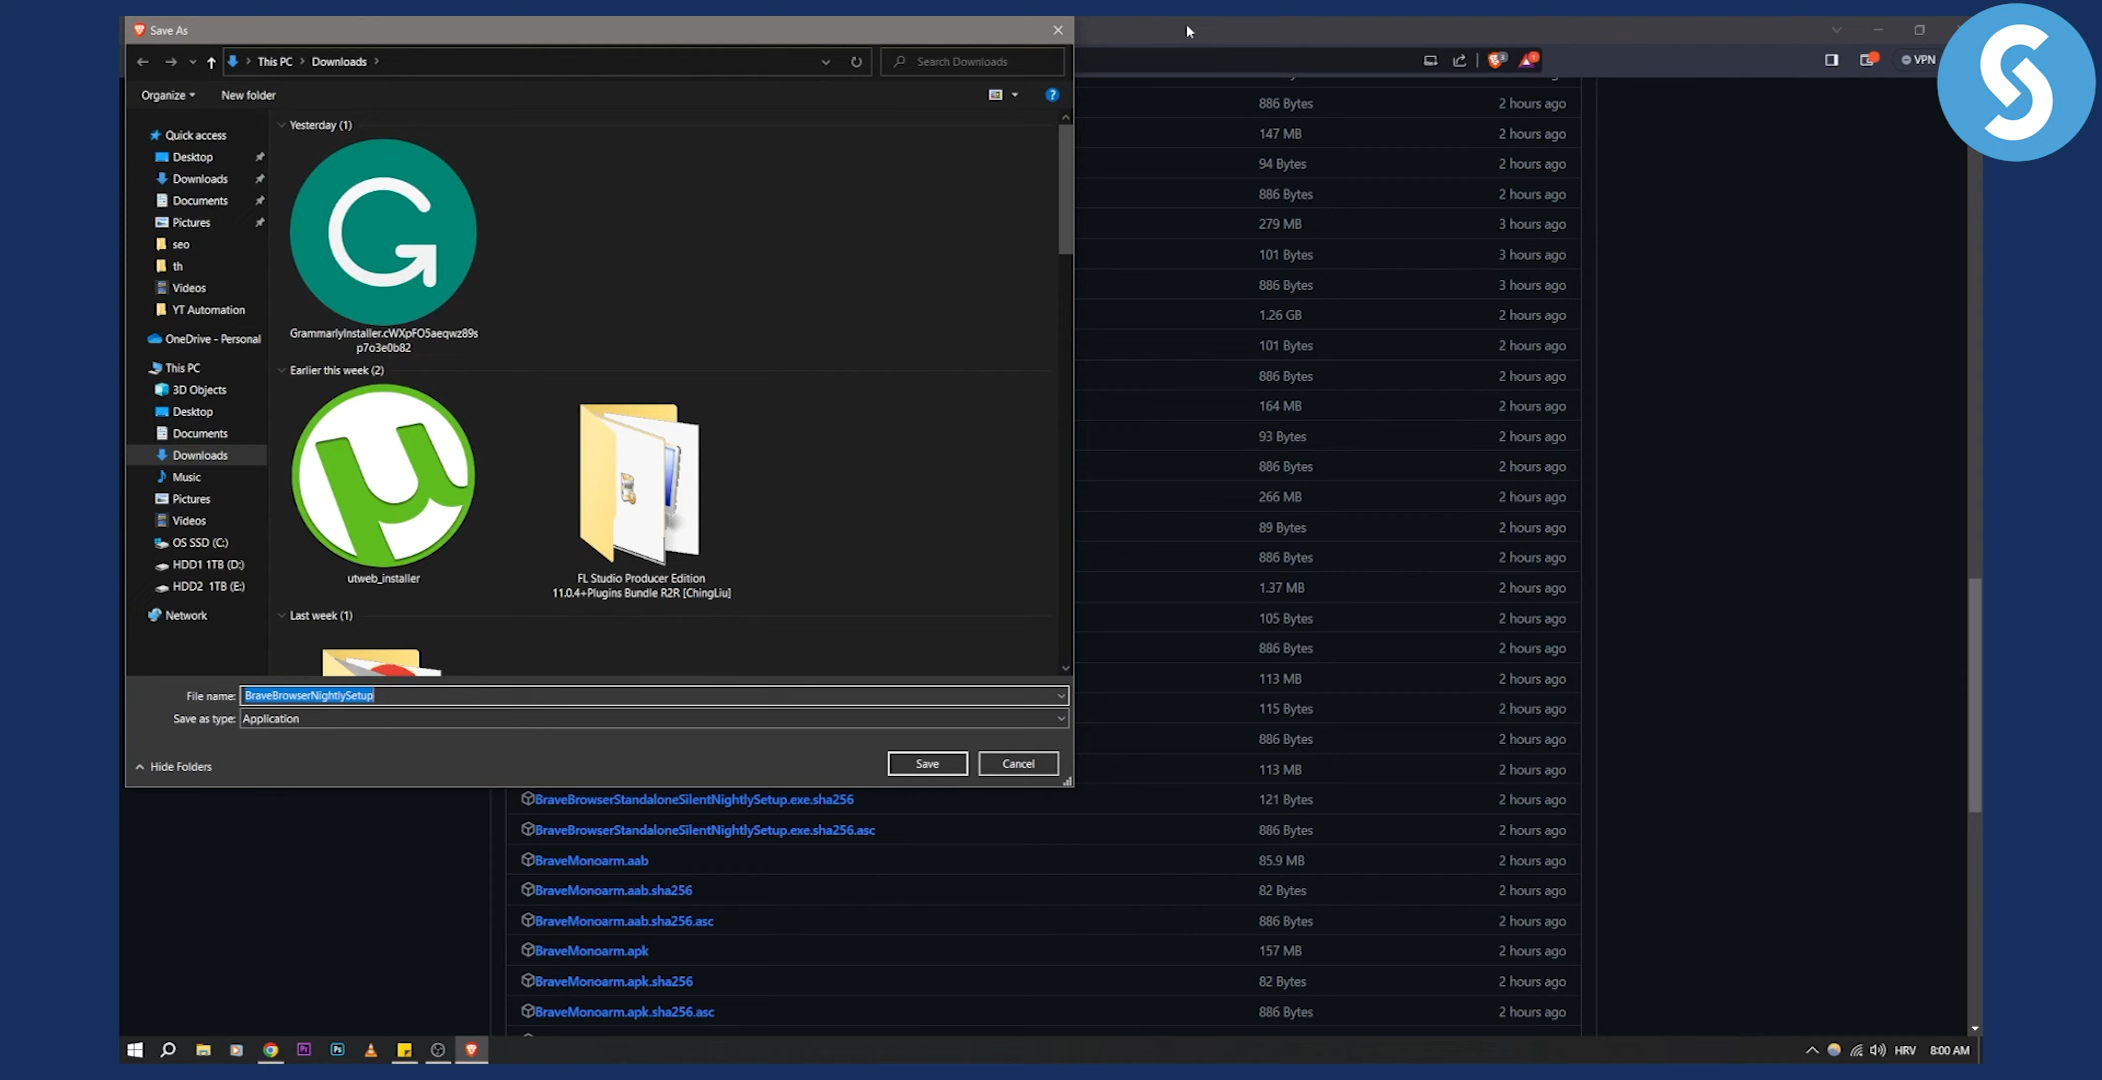 Save As
This PC
Downloads
Search Downloads
VPN
Organize
New folder
Quick access
Desktop
Downloads
Documents
Pictures
seo
th
Videos
YT Automation
OneDrive - Personal
This PC
3D Objects
Desktop
Documents
Downloads
Music
Pictures
Videos
OS SSD (C:)
HDD1 1TB (D:)
HDD2 1TB (E:)
Network
Yesterday (1)
GrammarlyInstaller.cWXpFO5aeqwz89s
p7o3e0b82
Earlier this week (2)
utweb_installer
FL Studio Producer Edition
11.0.4+Plugins Bundle R2R [ChingLiu]
Last week (1)
File name: BraveBrowserNightlySetup
Save as type: Application
Hide Folders
Save
Cancel
886 Bytes 2 hours ago
147 MB 2 hours ago
94 Bytes 2 hours ago
886 Bytes 2 hours ago
279 MB 3 hours ago
101 Bytes 3 hours ago
886 Bytes 3 hours ago
1.26 GB 2 hours ago
101 Bytes 2 hours ago
886 Bytes 2 hours ago
164 MB 2 hours ago
93 Bytes 2 hours ago
886 Bytes 2 hours ago
266 MB 2 hours ago
89 Bytes 2 hours ago
886 Bytes 2 hours ago
1.37 MB 2 hours ago
105 Bytes 2 hours ago
886 Bytes 2 hours ago
113 MB 2 hours ago
115 Bytes 2 hours ago
886 Bytes 2 hours ago
113 MB 2 hours ago
BraveBrowserStandaloneSilentNightlySetup.exe.sha256 121 Bytes 2 hours ago
BraveBrowserStandaloneSilentNightlySetup.exe.sha256.asc 886 Bytes 2 hours ago
BraveMonoarm.aab 85.9 MB 2 hours ago
BraveMonoarm.aab.sha256 82 Bytes 2 hours ago
BraveMonoarm.aab.sha256.asc 886 Bytes 2 hours ago
BraveMonoarm.apk 157 MB 2 hours ago
BraveMonoarm.apk.sha256 82 Bytes 2 hours ago
BraveMonoarm.apk.sha256.asc 886 Bytes 2 hours ago
HRV 8:00 AM